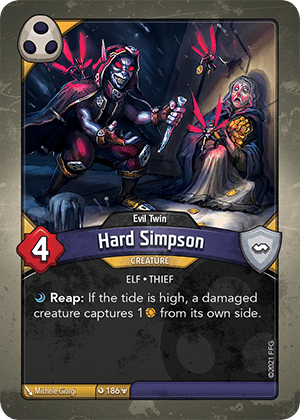 Evil Twin
Hard Simpson
4
CREATURE
ELF • THIEF
Reap: If the tide is high, a damaged
creature captures 1 from its own side.
Michele Giorgi
186
©2021 FFG